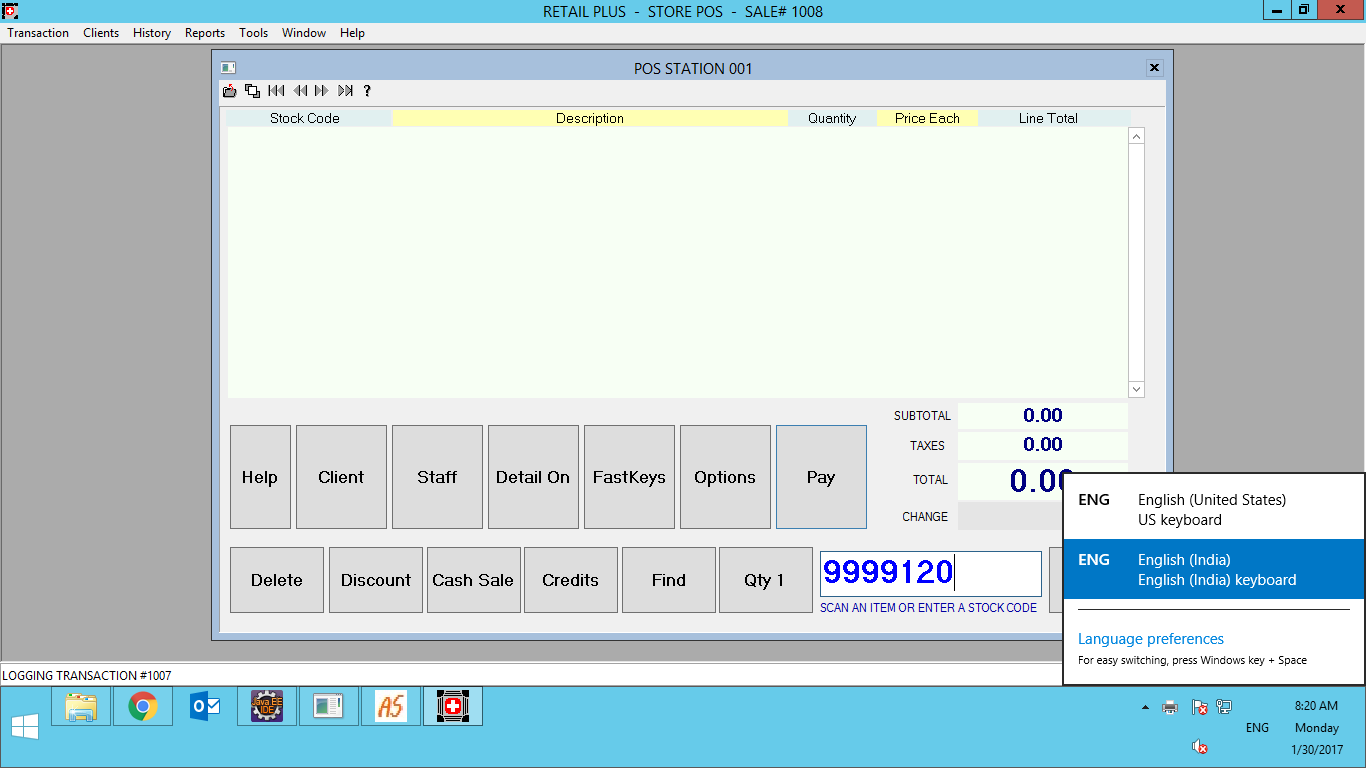 RETAIL PLUS - STORE POS - SALE# 1008
Transaction Clients History Reports Tools Window Help
POS STATION 001
?
Stock Code Description Quantity Price Each Line Total
SUBTOTAL 0.00
TAXES 0.00
TOTAL 0.00
CHANGE
Help Client Staff Detail On FastKeys Options Pay
Delete Discount Cash Sale Credits Find Qty 1
9999120
SCAN AN ITEM OR ENTER A STOCK CODE
ENG English (United States)
US keyboard
ENG English (India)
English (India) keyboard
Language preferences
For easy switching, press Windows key + Space
LOGGING TRANSACTION #1007
Java EE
IDE
AS
ENG
8:20 AM
Monday
1/30/2017